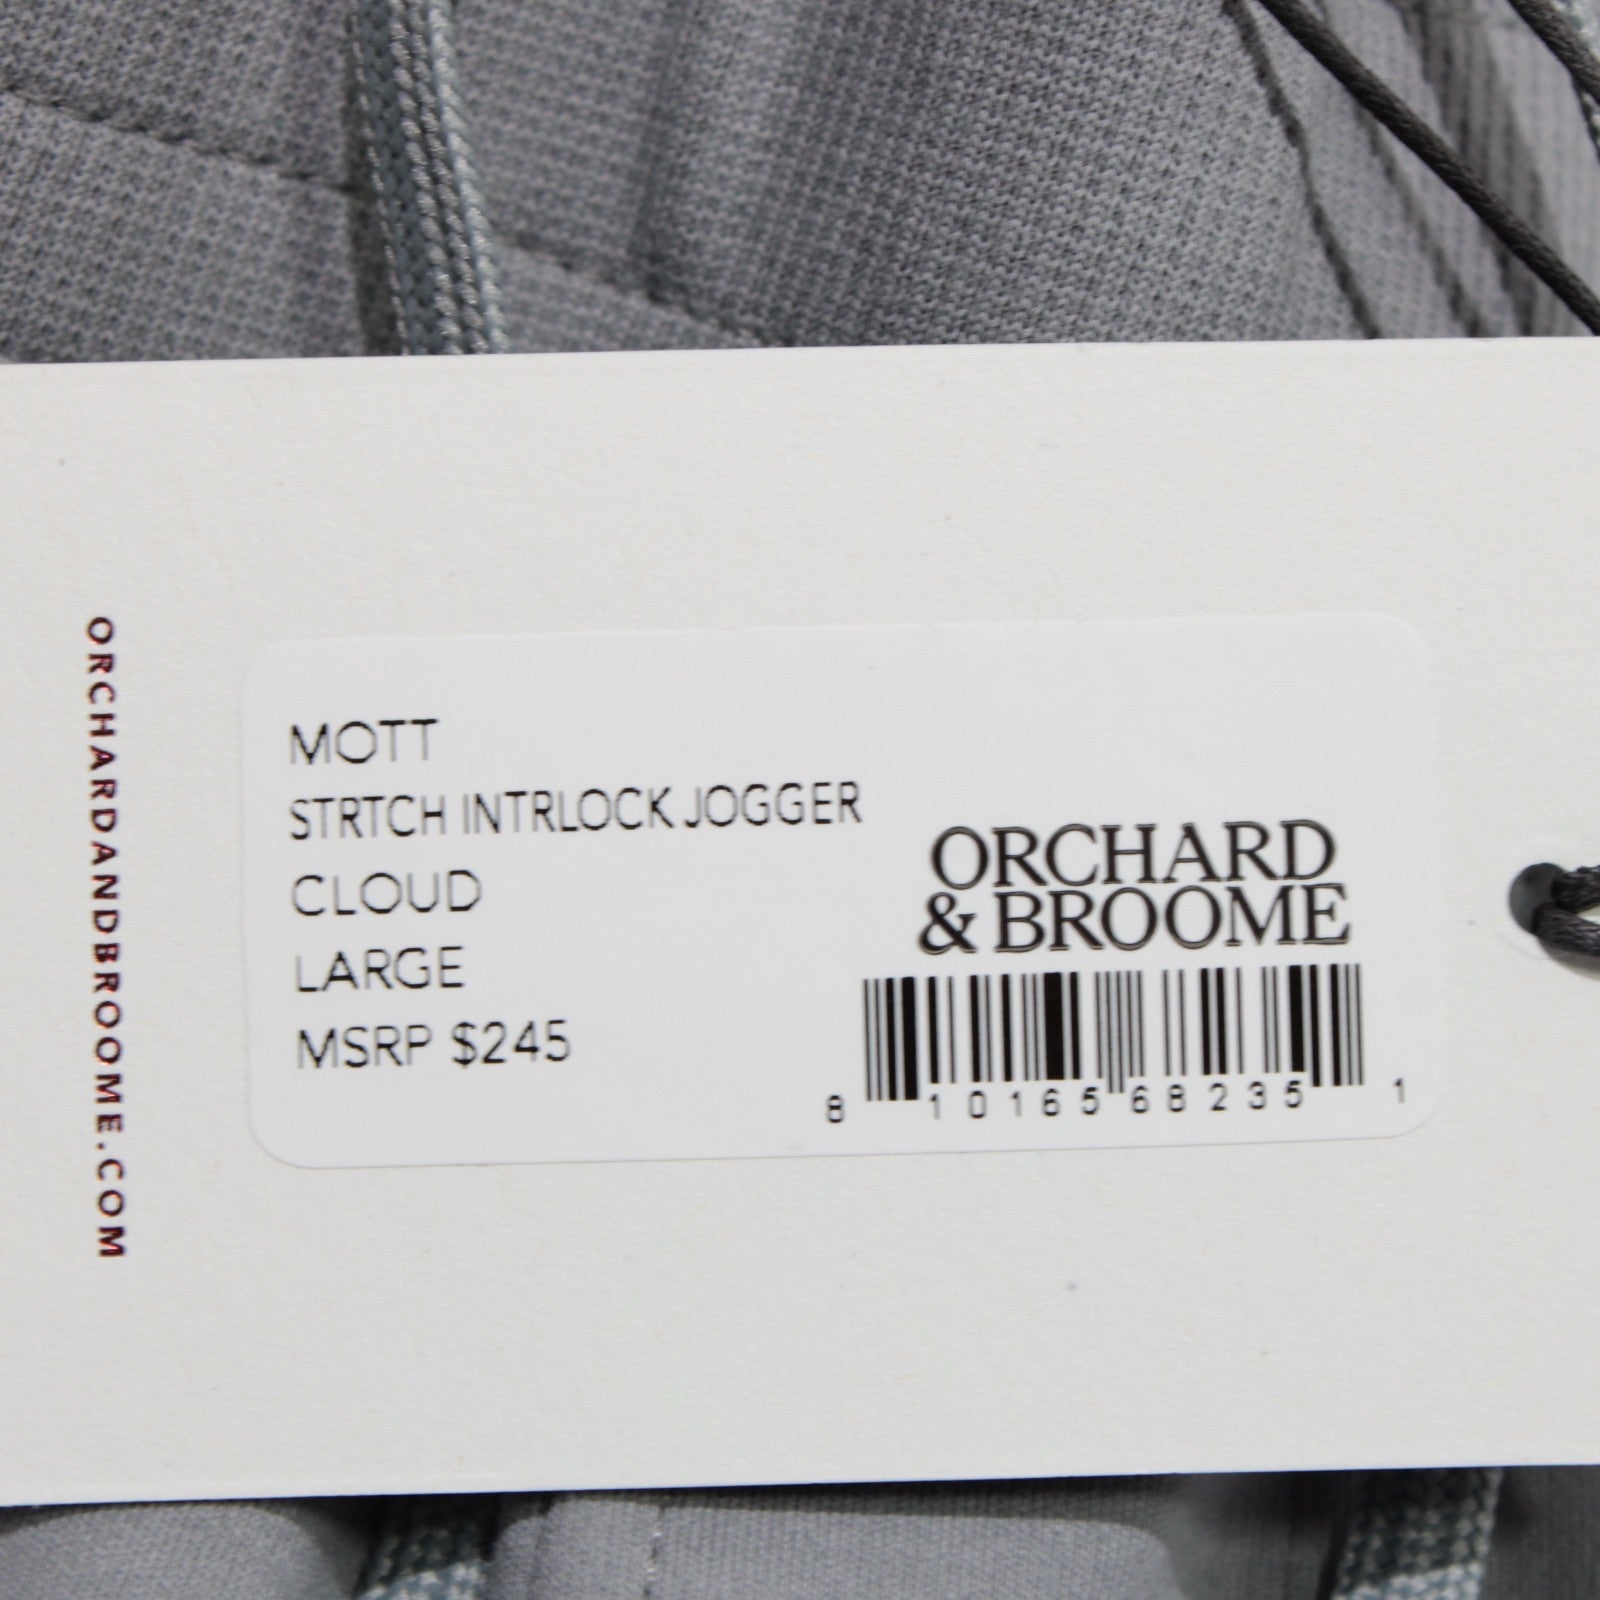 ORCHARDANDBROOME.COM
MOTT
STRTCH INTRLOCK JOGGER
CLOUD
LARGE
MSRP $245
ORCHARD
& BROOME
8 10165 68235 1